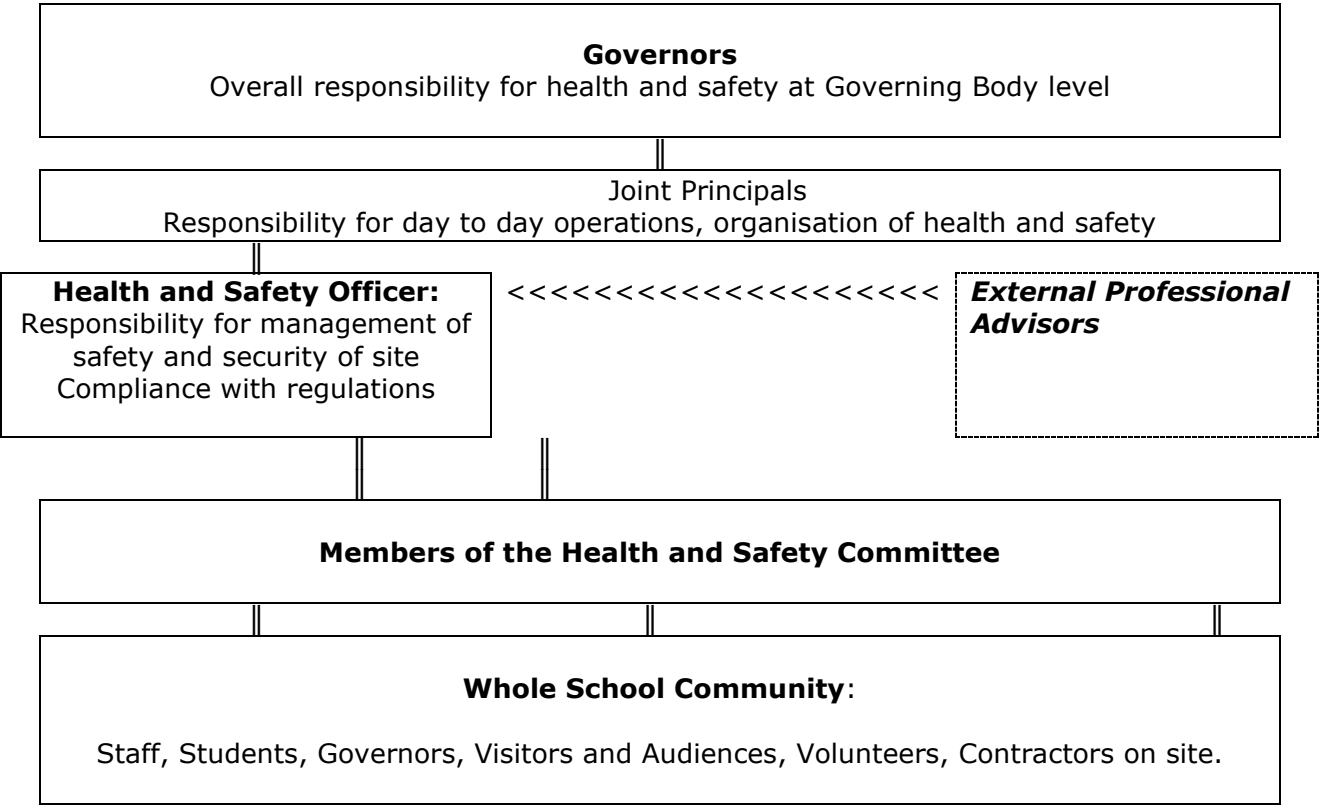 Governors
Overall responsibility for health and safety at Governing Body level
Joint Principals
Responsibility for day to day operations, organisation of health and safety
Health and Safety Officer:
Responsibility for management of
safety and security of site
Compliance with regulations
<<<<<<<<<<<<<<<<<<<<
External Professional
Advisors
Members of the Health and Safety Committee
Whole School Community:
Staff, Students, Governors, Visitors and Audiences, Volunteers, Contractors on site.